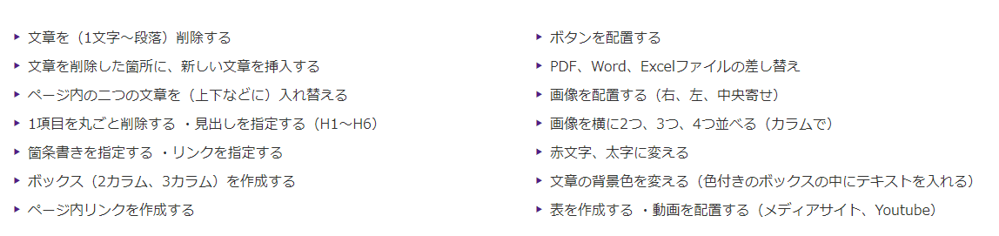 文章を（1文字～段落）削除する
文章を削除した箇所に、新しい文章を挿入する
ページ内の二つの文章を（上下などに）入れ替える
1項目を丸ごと削除する ・見出しを指定する（H1～H6）
箇条書きを指定する ・リンクを指定する
ボックス（2カラム、3カラム）を作成する
ページ内リンクを作成する
ボタンを配置する
PDF、Word、Excelファイルの差し替え
画像を配置する（右、左、中央寄せ）
画像を横に2つ、3つ、4つ並べる（カラムで）
赤文字、太字に変える
文章の背景色を変える（色付きのボックスの中にテキストを入れる）
表を作成する ・動画を配置する（メディアサイト、Youtube）